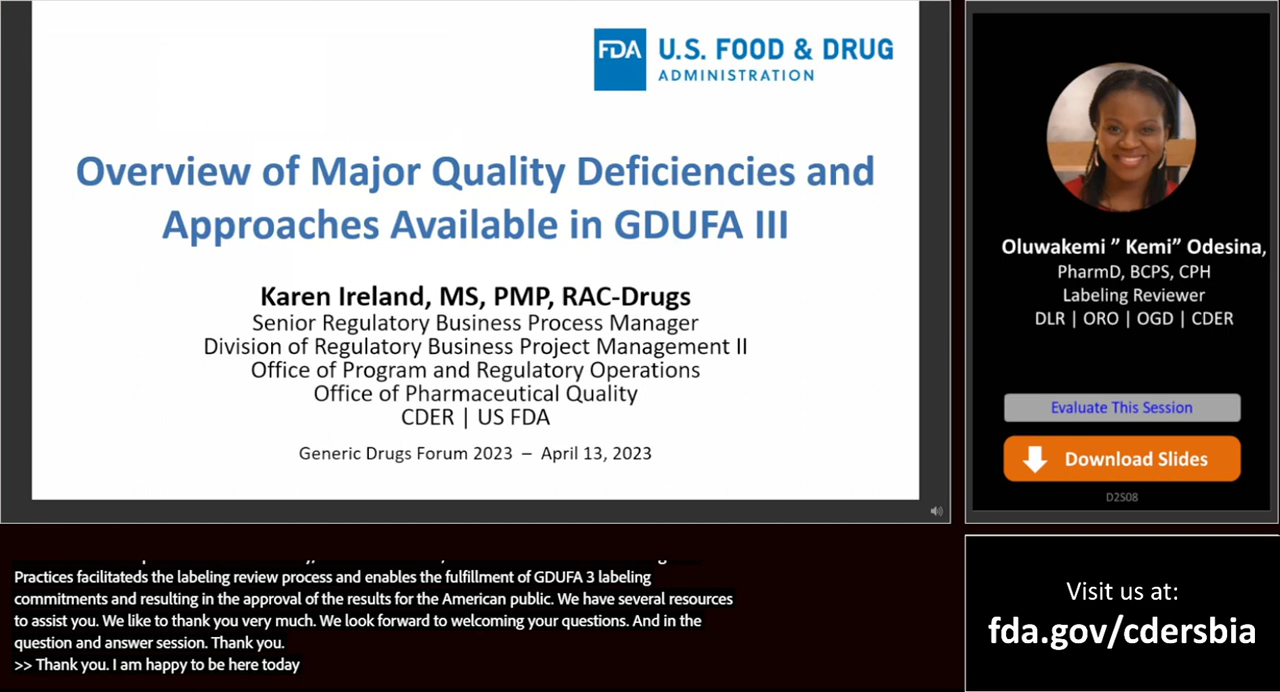 FDA
U.S. FOOD & DRUG
ADMINISTRATION
Overview of Major Quality Deficiencies and
Approaches Available in GDUFA III
Karen Ireland, MS, PMP, RAC-Drugs
Senior Regulatory Business Process Manager
Division of Regulatory Business Project Management II
Office of Program and Regulatory Operations
Office of Pharmaceutical Quality
CDER | US FDA
Generic Drugs Forum 2023 – April 13, 2023
Oluwakemi ” Kemi” Odesina,
PharmD, BCPS, CPH
Labeling Reviewer
DLR | ORO | OGD | CDER
Evaluate This Session
Download Slides
D2S08
Practices facilitateds the labeling review process and enables the fulfillment of GDUFA 3 labeling
commitments and resulting in the approval of the results for the American public. We have several resources
to assist you. We like to thank you very much. We look forward to welcoming your questions. And in the
question and answer session. Thank you.
>> Thank you. I am happy to be here today
Visit us at:
fda.gov/cdersbia